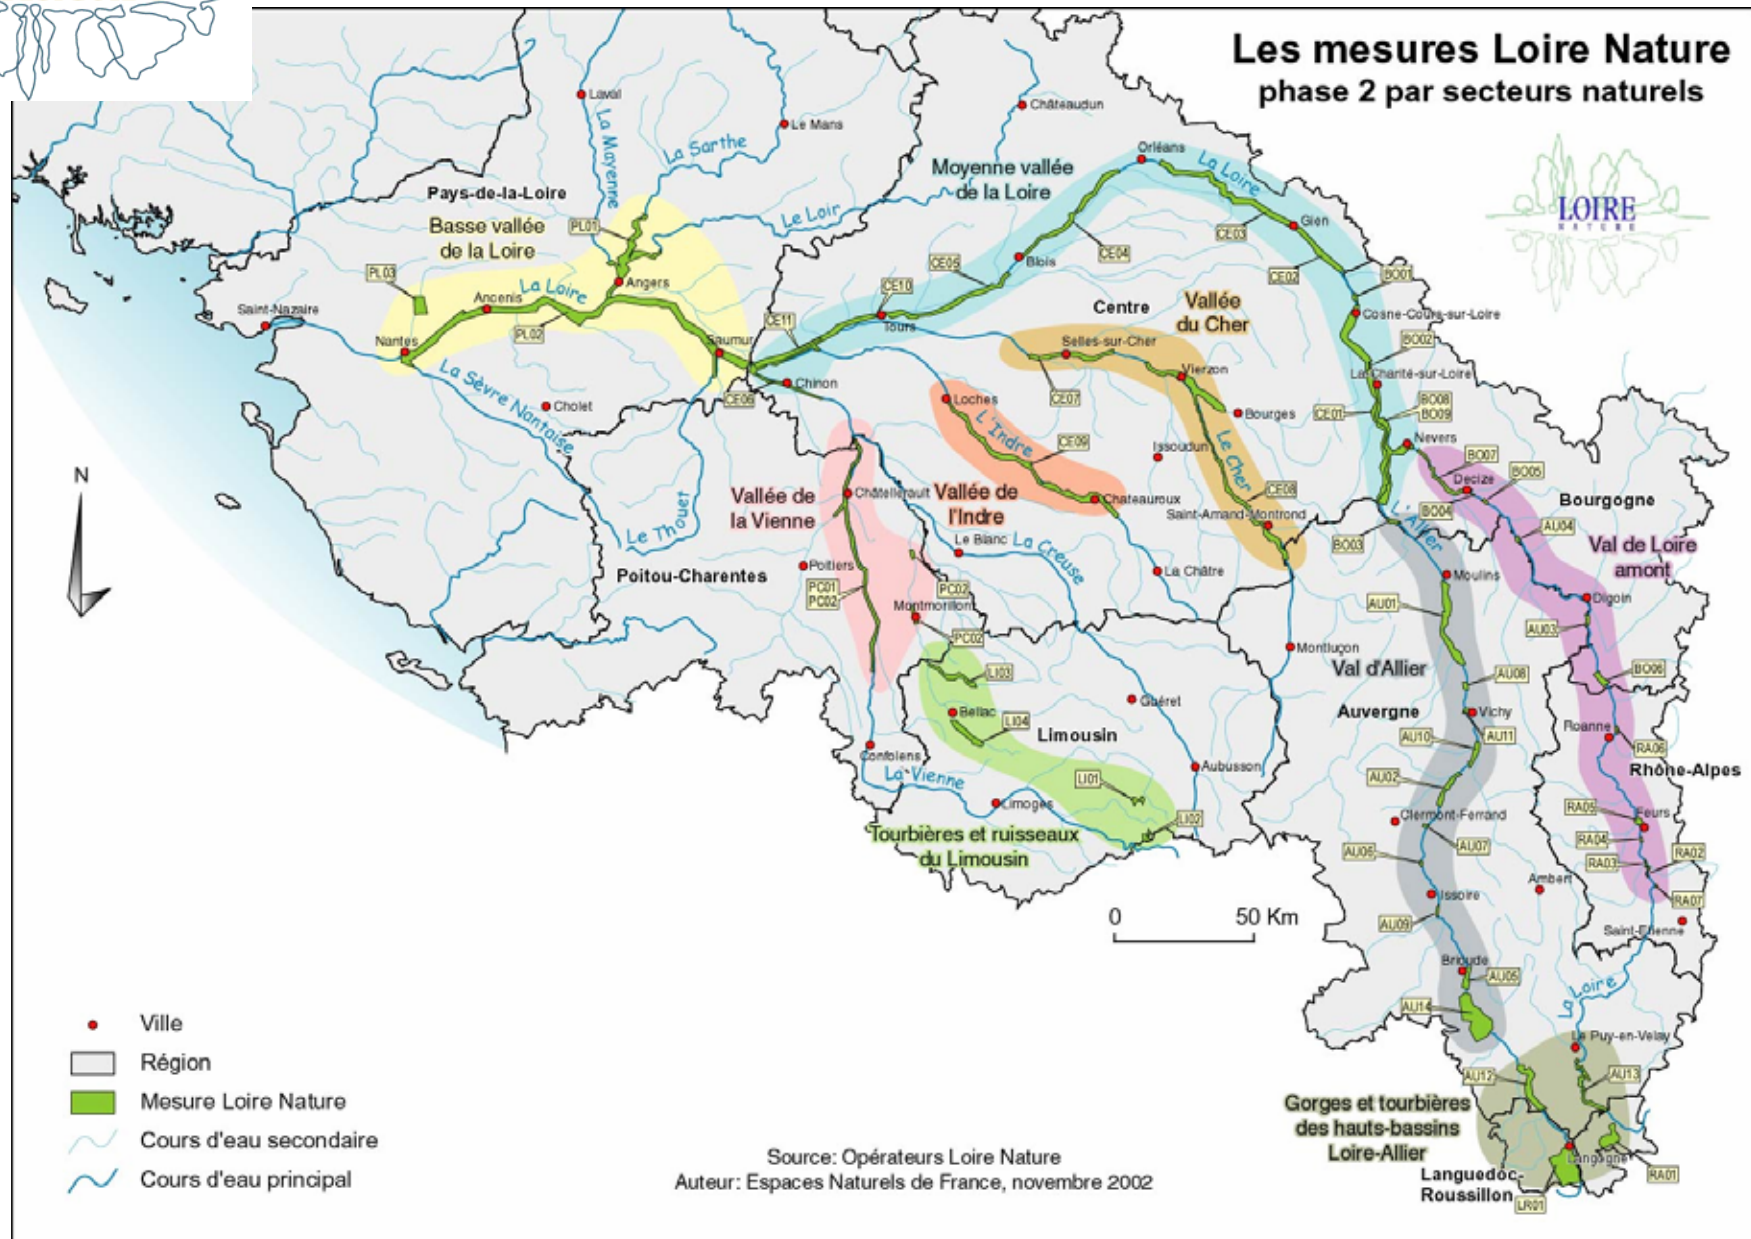 Les mesures Loire Nature
phase 2 par secteurs naturels
LOIRE
NATURE
Laval
La Mayenne
Le Mans
La Sarthe
Châteaudun
Pays-de-la-Loire
Basse vallée
de la Loire
PL01
Le Loir
Moyenne vallée
de la Loire
Orléans
La Loire
Gien
CE03
CE04
CE02
BO01
Blois
CE05
CE10
Tours
CE11
PL03
Saint-Nazaire
Nantes
Ancenis
La Loire
Angers
PL02
Saumur
Chinon
CE06
La Sèvre Nantaise
Cholet
Centre
Vallée
du Cher
Selles-sur-Cher
Vierzon
CE07
Bourges
Cosne-Cours-sur-Loire
BO02
La Charité-sur-Loire
BO08
BO09
CE01
Nevers
Loches
L'Indre
CE09
Issoudun
Le Cher
CE08
Saint-Amand-Montrond
Chateauroux
Vallée de
l'Indre
Vallée de
la Vienne
Châtellerault
Le Thouet
Le Blanc
La Creuse
La Châtre
Poitiers
Poitou-Charentes
PC01
PC02
PC02
Montmorillon
PC02
BO07
Decize
BO05
Bourgogne
BO04
L'Allier
BO03
AU04
Val de Loire
amont
Moulins
AU01
Digoin
AU03
BO06
Montluçon
Val d'Allier
AU08
Auvergne
Vichy
AU10
AU11
Roanne
RA06
Rhône-Alpes
LI03
Bellac
LI04
Limousin
Guéret
Aubusson
Confolens
La Vienne
Limoges
LI01
LI02
Tourbières et ruisseaux
du Limousin
AU02
Clermont-Ferrand
AU07
AU06
Issoire
AU09
Ambert
RA05
Feurs
RA04
RA03
RA02
RA07
Saint-Etienne
0 50 Km
Brioude
AU05
AU14
La Loire
Le Puy-en-Velay
AU12
AU13
Gorges et tourbières
des hauts-bassins
Loire-Allier
Langogne
Languedoc-
Roussillon
RA01
LR01
N
Ville
Région
Mesure Loire Nature
Cours d'eau secondaire
Cours d'eau principal
Source: Opérateurs Loire Nature
Auteur: Espaces Naturels de France, novembre 2002